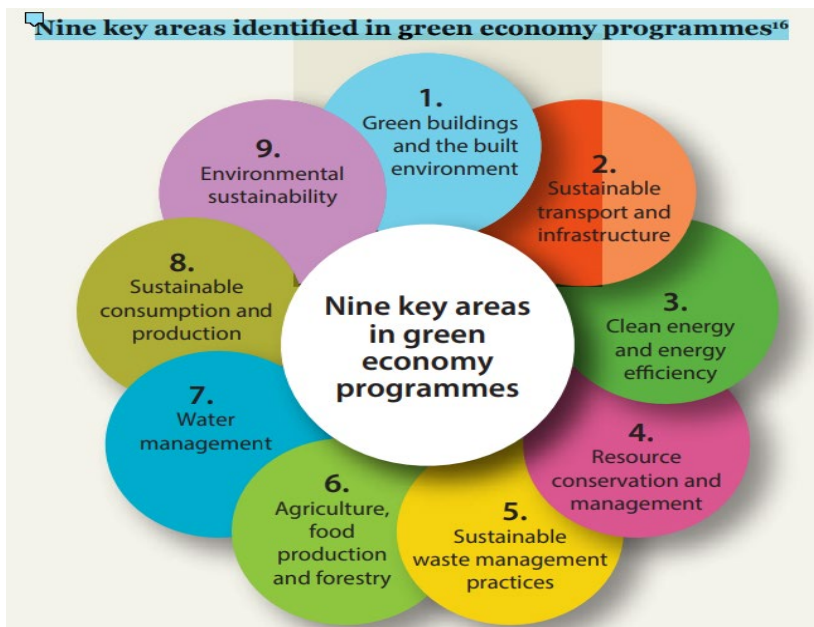 Nine key areas identified in green economy programmes¹⁶
1.
Green buildings
and the built
environment
2.
Sustainable
transport and
infrastructure
3.
Clean energy
and energy
efficiency
4.
Resource
conservation and
management
5.
Sustainable
waste management
practices
6.
Agriculture,
food
production
and forestry
7.
Water
management
8.
Sustainable
consumption and
production
9.
Environmental
sustainability
Nine key areas
in green
economy
programmes